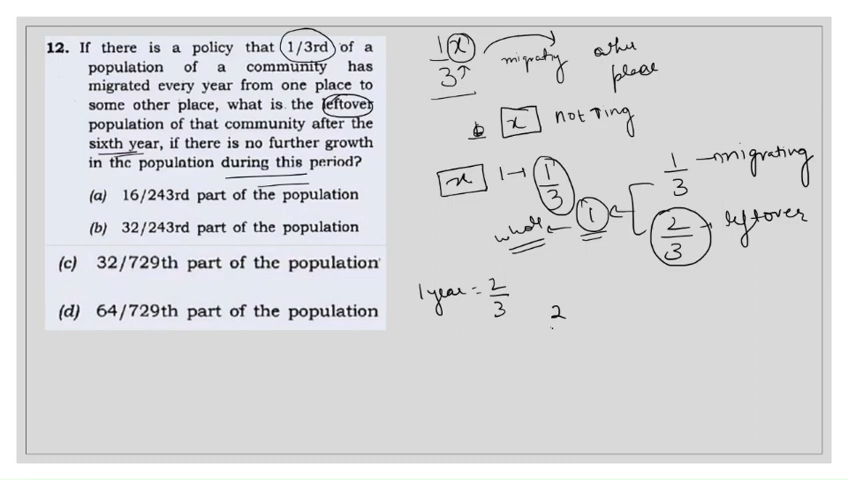 12. If there is a policy that 1/3rd of a
population of a community has
migrated every year from one place to
some other place, what is the leftover
population of that community after the
sixth year, if there is no further growth
in the population during this period?
(a) 16/243rd part of the population
(b) 32/243rd part of the population
(c) 32/729th part of the population
(d) 64/729th part of the population
1/3 x migrating other place
x not ↑ing
x 1→ 1/3
whole ← 1
1/3 → migrating
2/3 → leftover
1 year = 2/3
2